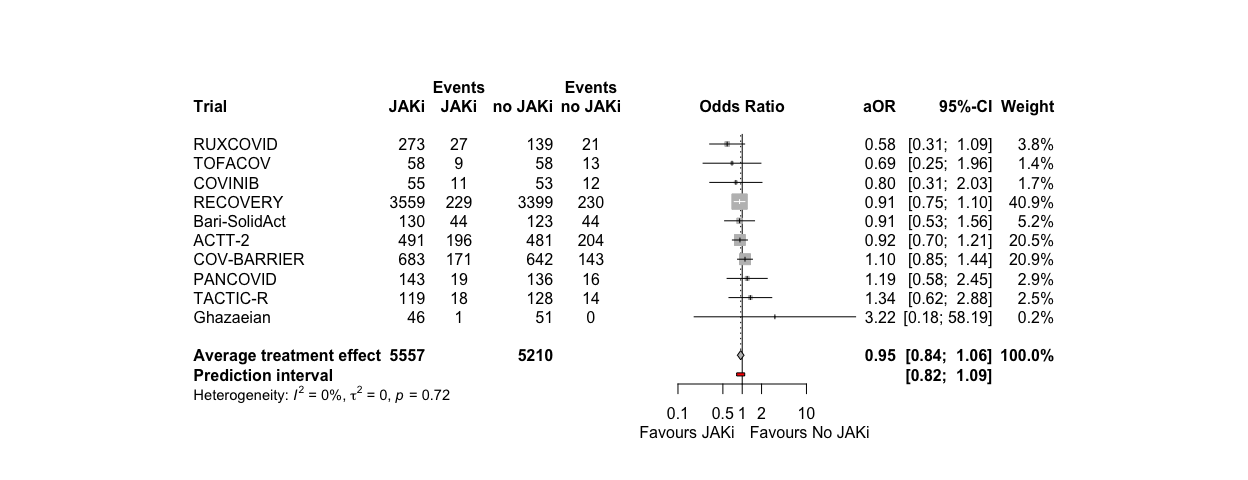 Events Events
Trial JAKi JAKi no JAKi no JAKi Odds Ratio aOR 95%-CI Weight
RUXCOVID 273 27 139 21 0.58 [0.31; 1.09] 3.8%
TOFACOV 58 9 58 13 0.69 [0.25; 1.96] 1.4%
COVINIB 55 11 53 12 0.80 [0.31; 2.03] 1.7%
RECOVERY 3559 229 3399 230 0.91 [0.75; 1.10] 40.9%
Bari-SolidAct 130 44 123 44 0.91 [0.53; 1.56] 5.2%
ACTT-2 491 196 481 204 0.92 [0.70; 1.21] 20.5%
COV-BARRIER 683 171 642 143 1.10 [0.85; 1.44] 20.9%
PANCOVID 143 19 136 16 1.19 [0.58; 2.45] 2.9%
TACTIC-R 119 18 128 14 1.34 [0.62; 2.88] 2.5%
Ghazaeian 46 1 51 0 3.22 [0.18; 58.19] 0.2%
Average treatment effect 5557 5210 0.95 [0.84; 1.06] 100.0%
Prediction interval [0.82; 1.09]
Heterogeneity: I² = 0%, τ² = 0, p = 0.72
0.1 0.5 1 2 10
Favours JAKi Favours No JAKi